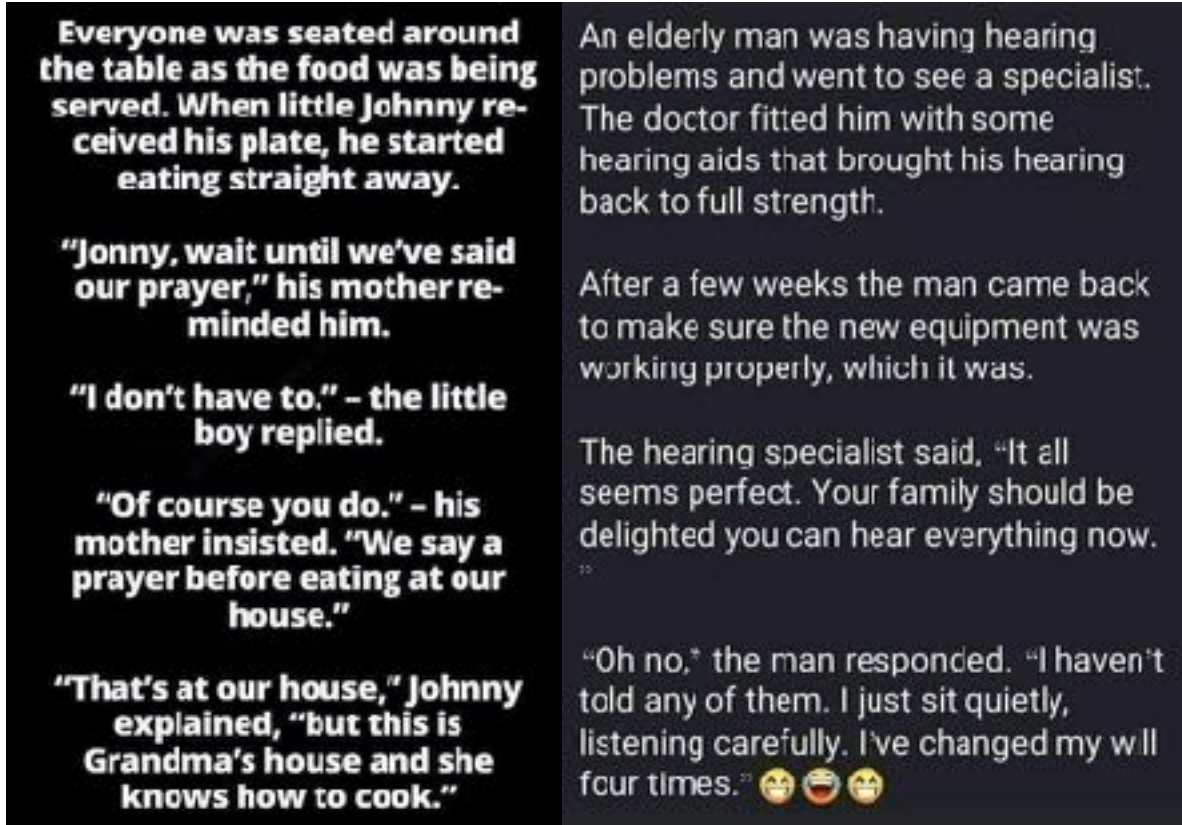 Everyone was seated around
the table as the food was being
served. When little Johnny re-
ceived his plate, he started
eating straight away.
“Jonny, wait until we’ve said
our prayer,” his mother re-
minded him.
“I don’t have to.” – the little
boy replied.
“Of course you do.” – his
mother insisted. “We say a
prayer before eating at our
house.”
“That’s at our house,” Johnny
explained, “but this is
Grandma’s house and she
knows how to cook.”
An elderly man was having hearing
problems and went to see a specialist.
The doctor fitted him with some
hearing aids that brought his hearing
back to full strength.
After a few weeks the man came back
to make sure the new equipment was
working properly, which it was.
The hearing specialist said, “It all
seems perfect. Your family should be
delighted you can hear everything now.
”
“Oh no,” the man responded. “I haven’t
told any of them. I just sit quietly,
listening carefully. I’ve changed my will
four times.” 😁😂😁